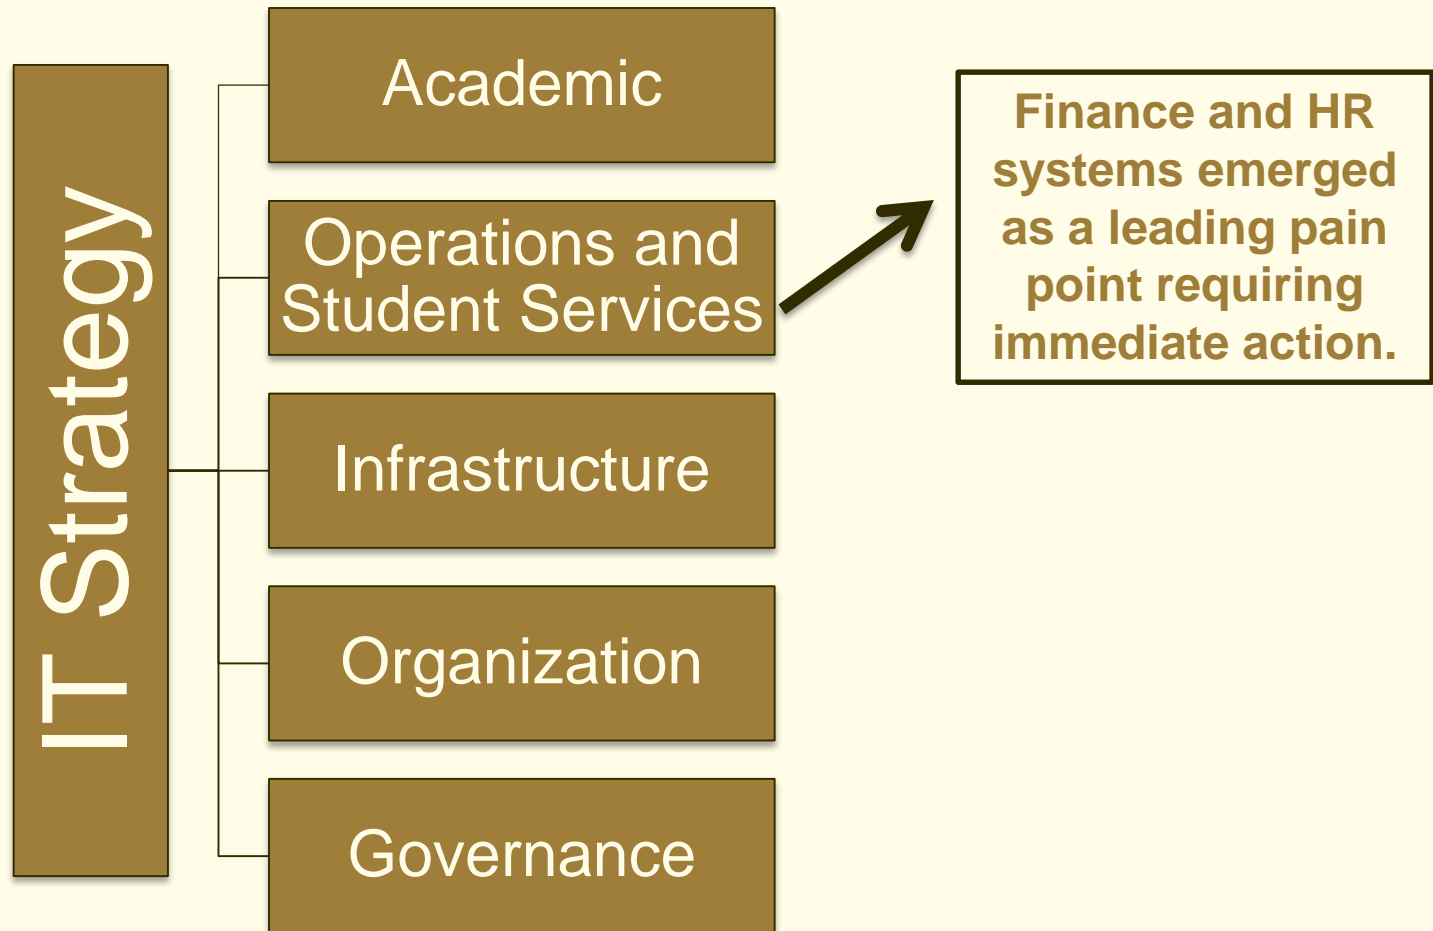 IT Strategy
Academic
Operations and
Student Services
Infrastructure
Organization
Governance
Finance and HR
systems emerged
as a leading pain
point requiring
immediate action.